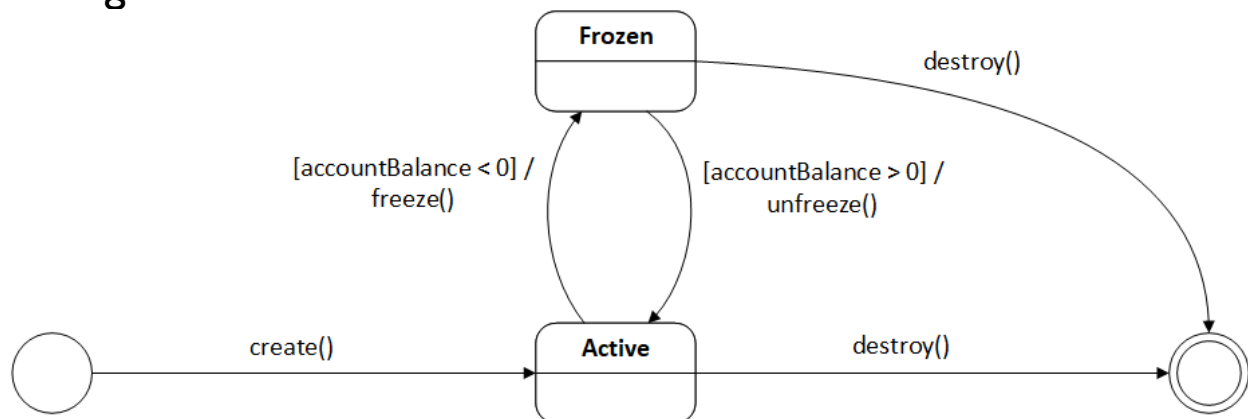 g
Frozen
destroy()
[accountBalance < 0] /
freeze()
[accountBalance > 0] /
unfreeze()
create()
Active
destroy()